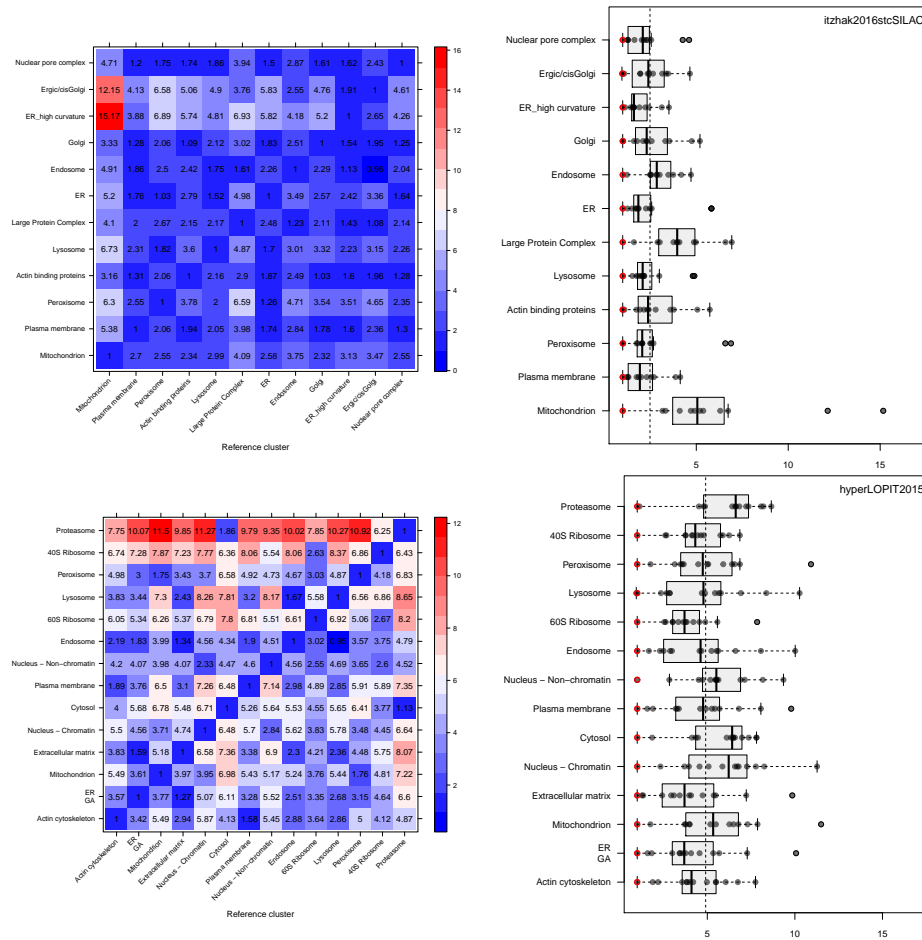 Nuclear pore complex 4.71 1.2 1.75 1.74 1.86 3.94 1.5 2.87 1.61 1.62 2.43 1
Ergic/cisGolgi 12.15 4.13 6.58 5.06 4.9 3.76 5.83 2.55 4.76 1.91 1 4.61
ER_high curvature 15.17 3.88 6.89 5.74 4.81 6.93 5.82 4.18 5.2 1 2.65 4.26
Golgi 3.33 1.28 2.06 1.09 2.12 3.02 1.83 2.51 1 1.54 1.95 1.25
Endosome 4.91 1.86 2.5 2.42 1.75 1.61 2.26 1 2.29 1.13 2.04
ER 5.2 1.76 1.03 2.79 1.52 4.98 1 3.49 2.57 2.42 3.36 1.64
Large Protein Complex 4.1 2 2.67 2.15 2.17 1 2.48 1.23 2.11 1.43 1.08 2.14
Lysosome 6.73 2.31 1.82 3.6 1 4.87 1.7 3.01 3.32 2.23 3.15 2.26
Actin binding proteins 3.16 1.31 2.06 1 2.16 2.9 1.67 2.49 1.03 1.6 1.96 1.28
Peroxisome 6.3 2.55 1 3.78 2 6.59 1.26 4.71 3.54 3.51 4.65 2.35
Plasma membrane 5.38 1 2.06 1.94 2.05 3.98 1.74 2.84 1.78 1.6 2.36 1.3
Mitochondrion 1 2.7 2.55 2.34 2.99 4.09 2.58 3.75 2.32 3.13 3.47 2.55
Mitochondrion
Plasma membrane
Peroxisome
Actin binding proteins
Lysosome
Large Protein Complex
ER
Endosome
Golgi
ER_high curvature
Ergic/cisGolgi
Nuclear pore complex
Reference cluster
16
14
12
10
8
6
4
2
0
itzhak2016stcSILAC
Nuclear pore complex
Ergic/cisGolgi
ER_high curvature
Golgi
Endosome
ER
Large Protein Complex
Lysosome
Actin binding proteins
Peroxisome
Plasma membrane
Mitochondrion
5 10 15
Proteasome 7.75 10.07 11.5 9.85 11.27 1.86 9.79 9.35 10.02 7.85 10.27 10.92 6.25 1
40S Ribosome 6.74 7.28 7.87 7.23 7.77 6.36 8.06 5.54 8.06 2.63 8.37 6.86 1 6.43
Peroxisome 4.98 3 1.75 3.43 3.7 6.58 4.92 4.73 4.67 3.03 4.87 1 4.18 6.83
Lysosome 3.83 3.44 7.3 2.43 8.26 7.81 3.2 8.17 1.67 5.58 1 6.56 6.86 8.65
60S Ribosome 6.05 5.34 6.26 5.37 6.79 7.8 6.81 5.51 6.61 1 6.92 5.06 2.67 8.2
Endosome 2.19 1.83 3.99 1.34 4.56 4.34 1.9 4.51 1 3.02 3.57 3.75 4.79
Nucleus − Non−chromatin 4.2 4.07 3.98 4.07 2.33 4.47 4.6 1 4.56 2.55 4.69 3.65 2.6 4.52
Plasma membrane 1.89 3.76 6.5 3.1 7.26 6.48 1 7.14 2.98 4.89 2.85 5.91 5.89 7.35
Cytosol 4 5.68 6.78 5.48 6.71 1 5.26 5.64 5.53 4.55 5.65 6.41 3.77 1.13
Nucleus − Chromatin 5.5 4.56 3.71 4.74 1 6.48 5.7 2.84 5.62 3.83 5.78 3.48 4.45 6.64
Extracellular matrix 3.83 1.59 5.18 1 6.58 7.36 3.38 6.9 2.3 4.21 2.36 4.48 5.75 8.07
Mitochondrion 5.49 3.61 1 3.97 3.95 6.98 5.43 5.17 5.24 3.76 5.44 1.76 4.81 7.22
ER
GA 3.57 1 3.77 1.27 5.07 6.11 3.28 5.52 2.51 3.35 2.68 3.15 4.64 6.6
Actin cytoskeleton 1 3.42 5.49 2.94 5.87 4.13 1.58 5.45 2.88 3.64 2.86 5 4.12 4.87
Actin cytoskeleton
ER
GA
Mitochondrion
Extracellular matrix
Nucleus − Chromatin
Cytosol
Plasma membrane
Nucleus − Non−chromatin
Endosome
60S Ribosome
Lysosome
Peroxisome
40S Ribosome
Proteasome
Reference cluster
12
10
8
6
4
2
hyperLOPIT2015
Proteasome
40S Ribosome
Peroxisome
Lysosome
60S Ribosome
Endosome
Nucleus − Non−chromatin
Plasma membrane
Cytosol
Nucleus − Chromatin
Extracellular matrix
Mitochondrion
ER
GA
Actin cytoskeleton
5 10 15